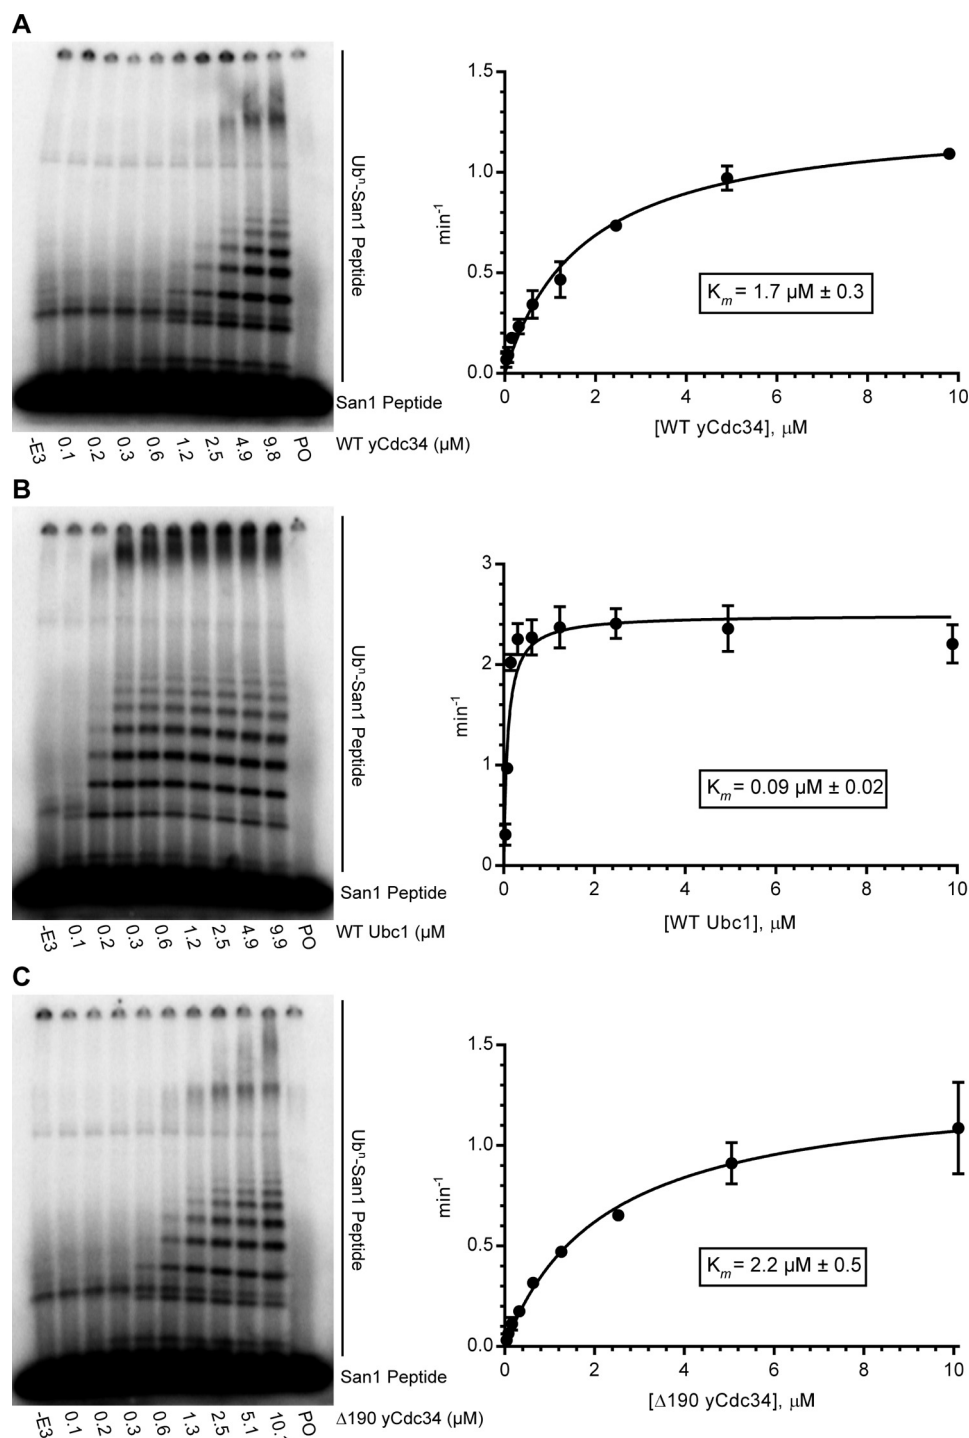 A
Ubⁿ-San1 Peptide
San1 Peptide
-E3 0.1 0.2 0.3 0.6 1.2 2.5 4.9 9.8 PO WT yCdc34 (µM)
1.5
1.0
0.5
0.0
min⁻¹
Kₘ = 1.7 µM ± 0.3
0 2 4 6 8 10
[WT yCdc34], µM
B
Ubⁿ-San1 Peptide
San1 Peptide
-E3 0.1 0.2 0.3 0.6 1.2 2.5 4.9 9.9 PO WT Ubc1 (µM
3
2
1
0
min⁻¹
Kₘ = 0.09 µM ± 0.02
0 2 4 6 8 10
[WT Ubc1], µM
C
Ubⁿ-San1 Peptide
San1 Peptide
-E3 0.1 0.2 0.3 0.6 1.3 2.5 5.1 10. PO Δ190 yCdc34 (µM)
1.5
1.0
0.5
0.0
min⁻¹
Kₘ = 2.2 µM ± 0.5
0 2 4 6 8 10
[Δ190 yCdc34], µM